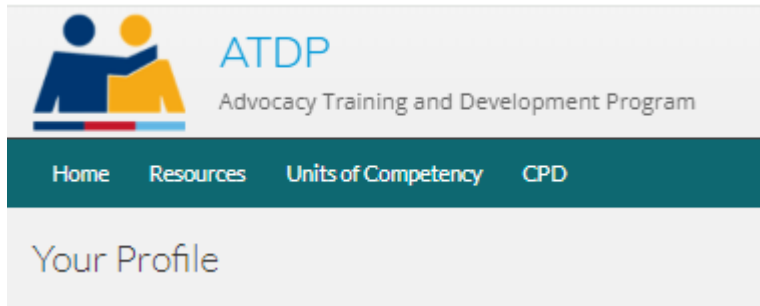 ATDP
Advocacy Training and Development Program
Home Resources Units of Competency CPD
Your Profile